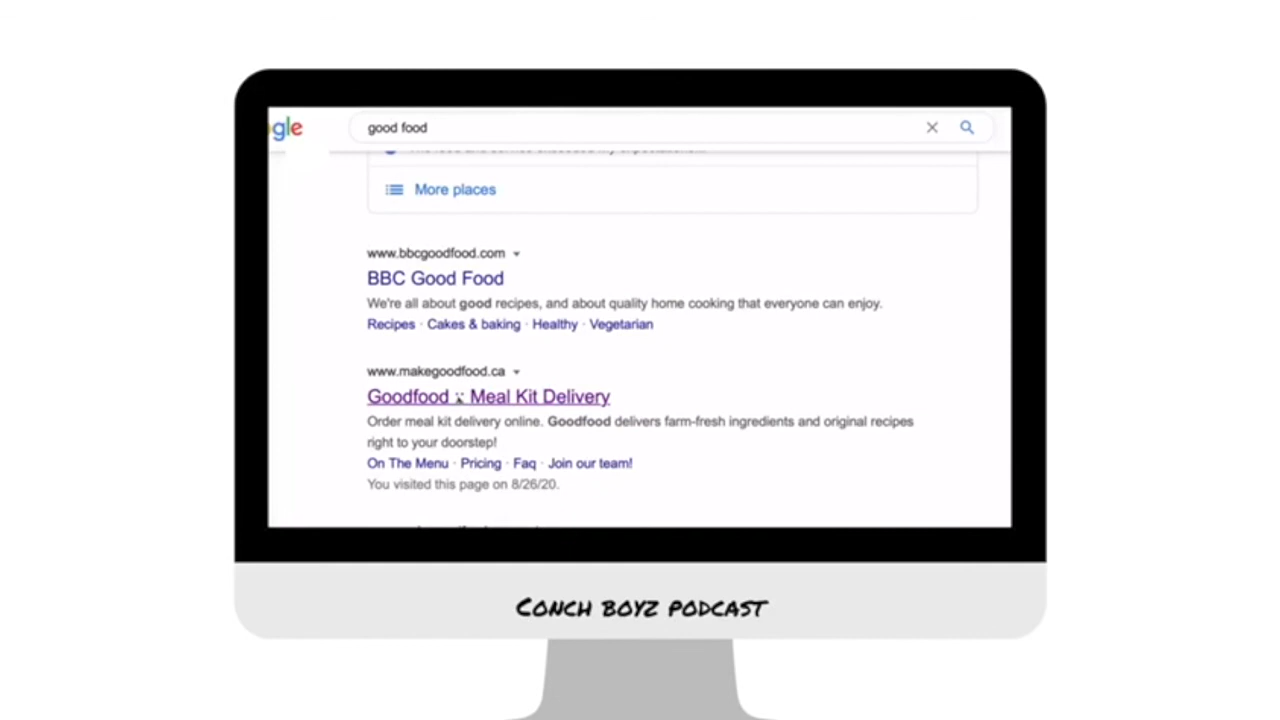 gle
good food
More places
www.bbcgoodfood.com
BBC Good Food
We're all about good recipes, and about quality home cooking that everyone can enjoy.
Recipes · Cakes & baking · Healthy · Vegetarian
www.makegoodfood.ca
Goodfood : Meal Kit Delivery
Order meal kit delivery online. Goodfood delivers farm-fresh ingredients and original recipes
right to your doorstep!
On The Menu · Pricing · Faq · Join our team!
You visited this page on 8/26/20.
CONCH BOYZ PODCAST